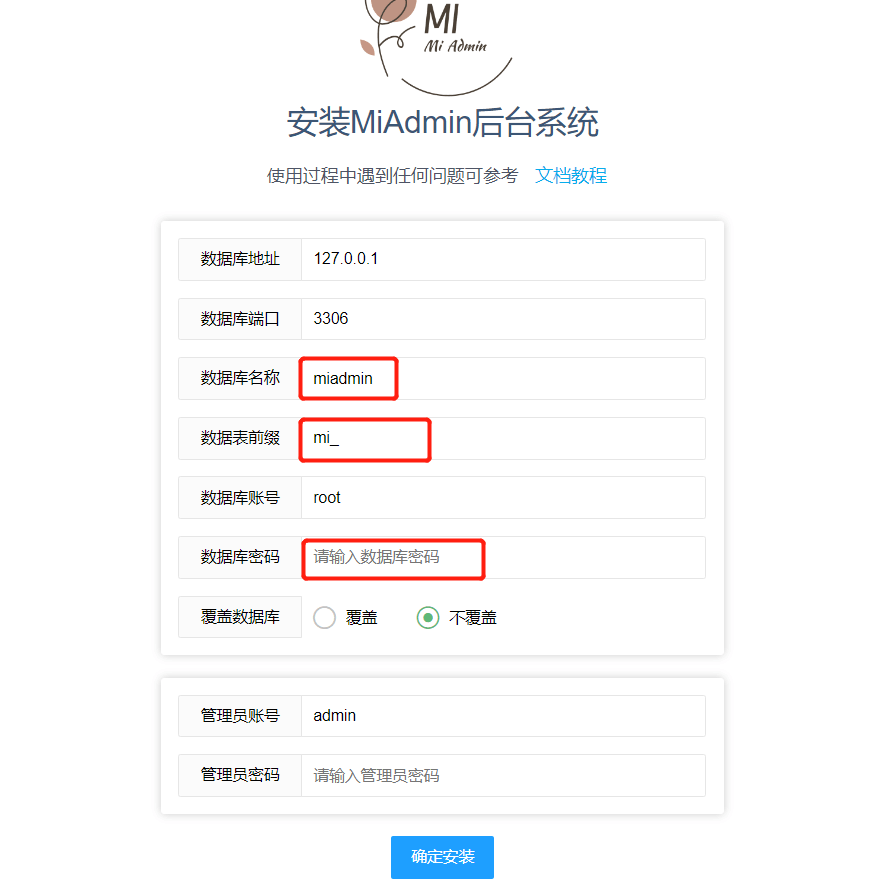 MI
Mi Admin
安装MiAdmin后台系统
使用过程中遇到任何问题可参考 文档教程
数据库地址 127.0.0.1
数据库端口 3306
数据库名称 miadmin
数据表前缀 mi_
数据库账号 root
数据库密码 请输入数据库密码
覆盖数据库 覆盖 不覆盖
管理员账号 admin
管理员密码 请输入管理员密码
确定安装